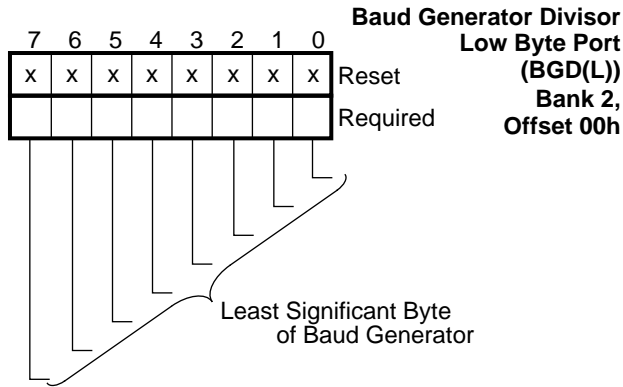 Baud Generator Divisor
Low Byte Port
(BGD(L))
Bank 2,
Offset 00h
7 6 5 4 3 2 1 0
x x x x x x x x Reset
Required
Least Significant Byte
of Baud Generator